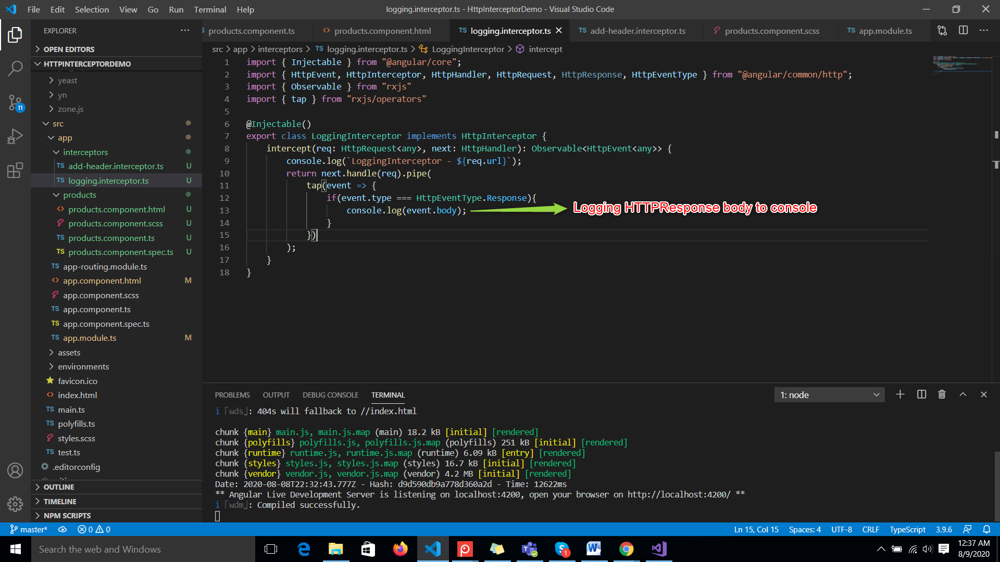 File Edit Selection View Go Run Terminal Help
logging.interceptor.ts - HttpInterceptorDemo - Visual Studio Code
EXPLORER
products.component.ts
products.component.html
TS logging.interceptor.ts
TS add-header.interceptor.ts
products.component.scss
TS app.module.ts
OPEN EDITORS
src > app > interceptors > TS logging.interceptor.ts > LoggingInterceptor > intercept
HTTPINTERCEPTORDEMO
yeast
yn
zone.js
src
app
interceptors
TS add-header.interceptor.ts U
TS logging.interceptor.ts U
products
products.component.html U
products.component.scss U
TS products.component.ts U
TS products.component.spec.ts U
TS app-routing.module.ts
app.component.html M
app.component.scss
TS app.component.ts
TS app.component.spec.ts
TS app.module.ts M
assets
environments
favicon.ico
index.html
TS main.ts
TS polyfills.ts
styles.scss
TS test.ts
.editorconfig
OUTLINE
TIMELINE
NPM SCRIPTS
11
1 import { Injectable } from "@angular/core";
2 import { HttpEvent, HttpInterceptor, HttpHandler, HttpRequest, HttpResponse, HttpEventType } from "@angular/common/http";
3 import { Observable } from "rxjs"
4 import { tap } from "rxjs/operators"
5
6 @Injectable()
7 export class LoggingInterceptor implements HttpInterceptor {
8 intercept(req: HttpRequest<any>, next: HttpHandler): Observable<HttpEvent<any>> {
9 console.log(`LoggingInterceptor - ${req.url}`);
10 return next.handle(req).pipe(
11 tap(event => {
12 if(event.type === HttpEventType.Response){
13 console.log(event.body);
Logging HTTPResponse body to console
14 }
15 })
16 );
17 }
18 }
PROBLEMS OUTPUT DEBUG CONSOLE TERMINAL
1: node
i ｢wds｣: 404s will fallback to //index.html
chunk {main} main.js, main.js.map (main) 18.2 kB [initial] [rendered]
chunk {polyfills} polyfills.js, polyfills.js.map (polyfills) 251 kB [initial] [rendered]
chunk {runtime} runtime.js, runtime.js.map (runtime) 6.09 kB [entry] [rendered]
chunk {styles} styles.js, styles.js.map (styles) 16.7 kB [initial] [rendered]
chunk {vendor} vendor.js, vendor.js.map (vendor) 4.2 MB [initial] [rendered]
Date: 2020-08-08T22:32:43.777Z - Hash: d9d590db9a778d360a2d - Time: 12622ms
** Angular Live Development Server is listening on localhost:4200, open your browser on http://localhost:4200/ **
i ｢wdm｣: Compiled successfully.
master* 0 0
Ln 15, Col 15 Spaces: 4 UTF-8 CRLF TypeScript 3.9.6
Search the web and Windows
1
12:37 AM
8/9/2020